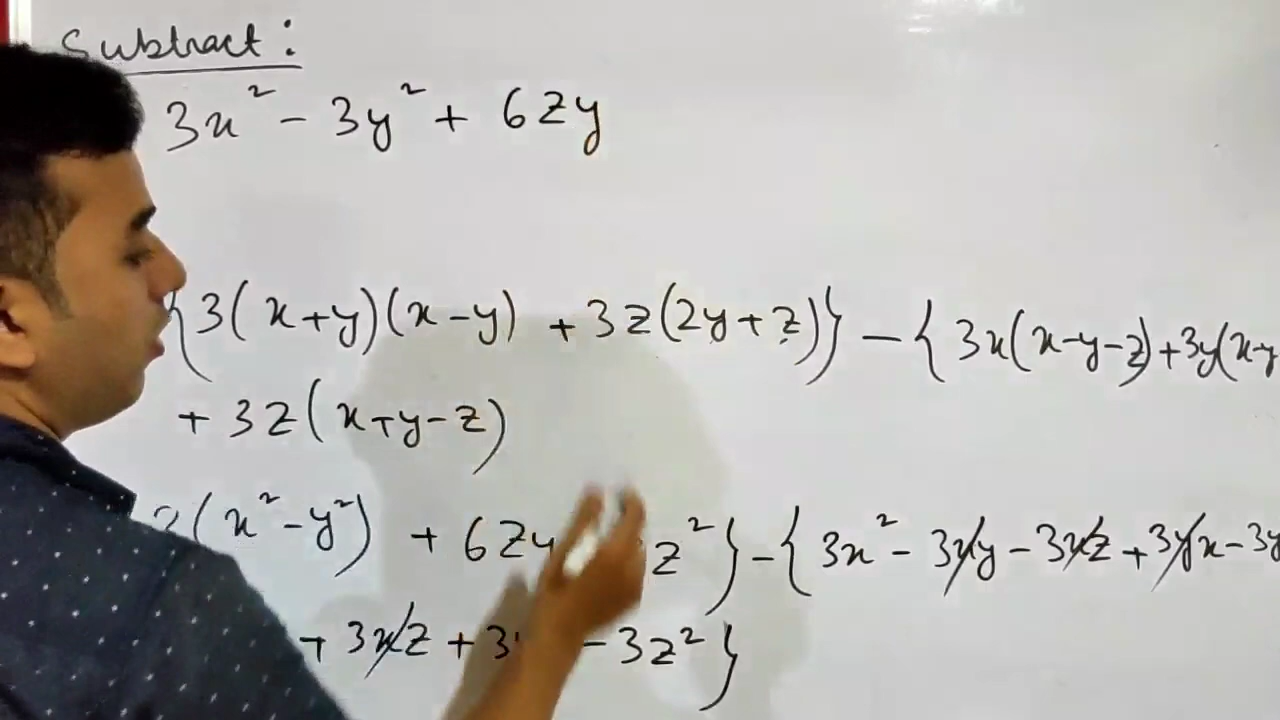 Subtract:
3x² - 3y² + 6zy
{3(x+y)(x-y) + 3z(2y+z)} - {3x(x-y-z)+3y(x-y
+ 3z(x+y-z)
(x²-y²) + 6zy z²} - {3x² - 3xy - 3xz + 3yx - 3y
+ 3xz + 3 - 3z²}